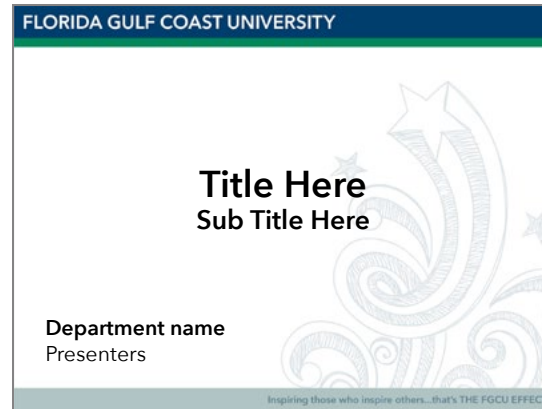 FLORIDA GULF COAST UNIVERSITY
Title Here
Sub Title Here
Department name
Presenters
Inspiring those who inspire others...that's THE FGCU EFFEC